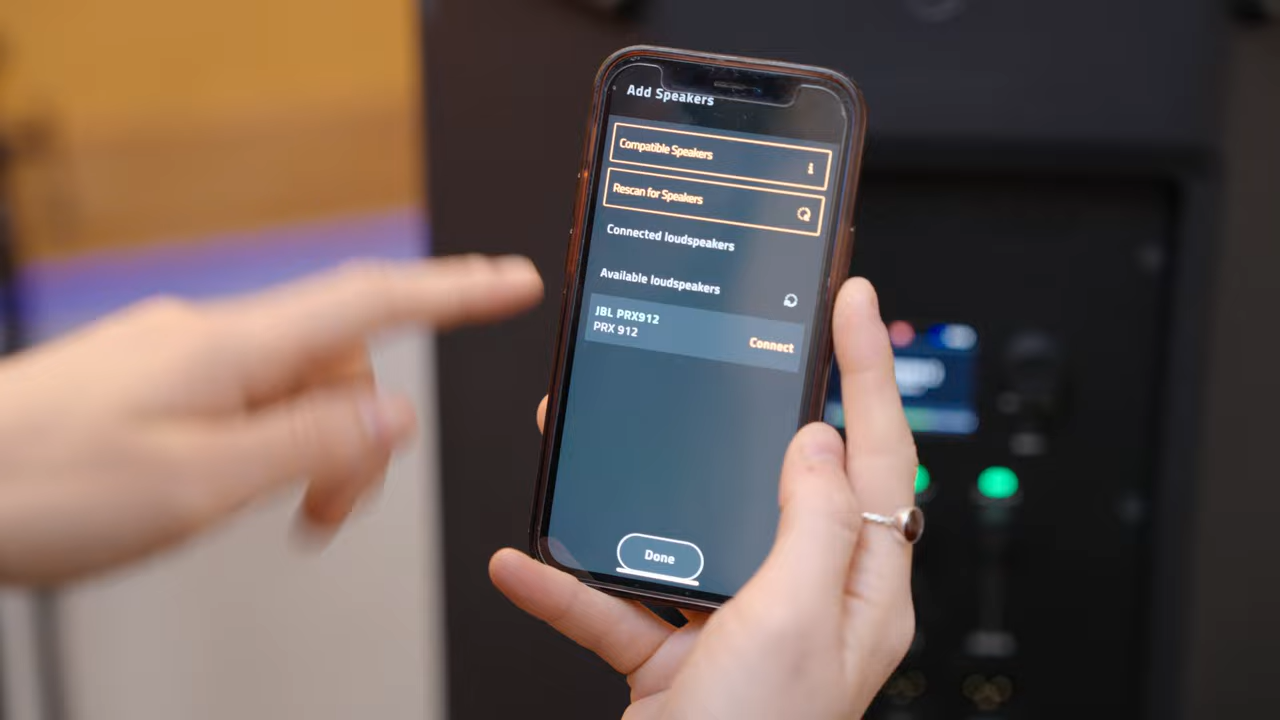 Add Speakers
Compatible Speakers
Rescan for Speakers
Connected loudspeakers
Available loudspeakers
JBL PRX912
PRX 912
Connect
Done